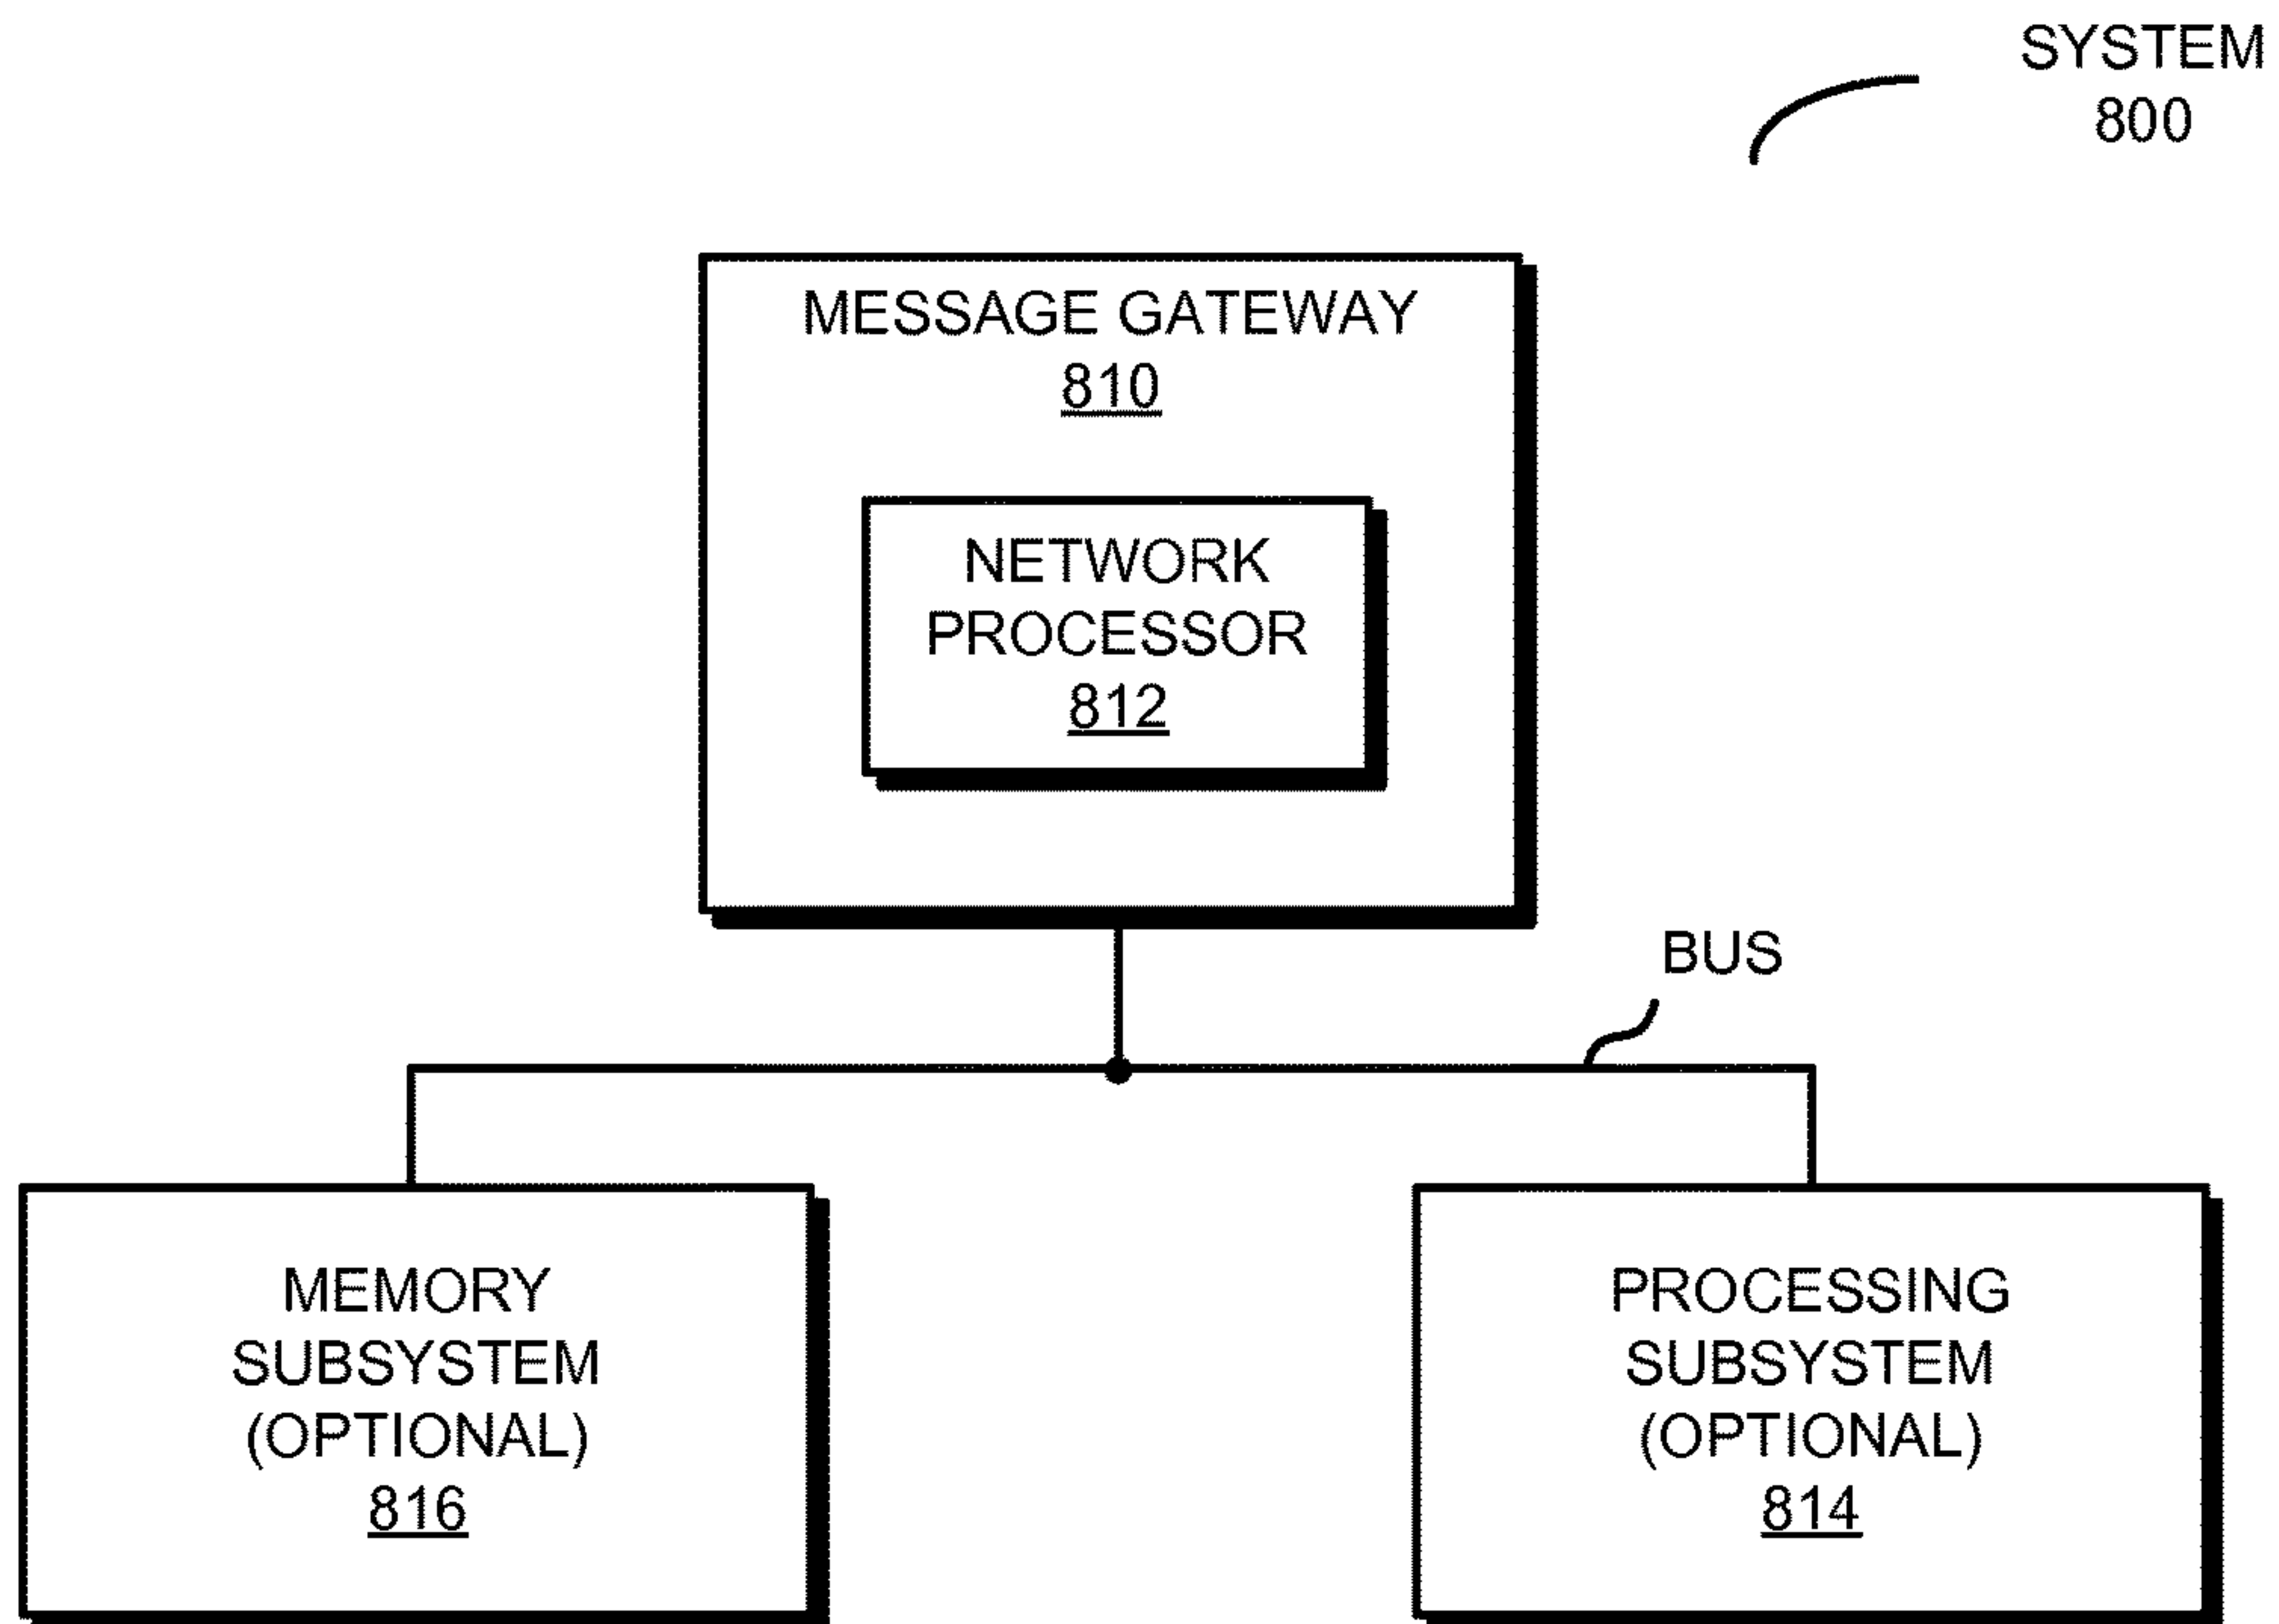 SYSTEM
800
MESSAGE GATEWAY
810
NETWORK
PROCESSOR
812
BUS
MEMORY
SUBSYSTEM
(OPTIONAL)
816
PROCESSING
SUBSYSTEM
(OPTIONAL)
814